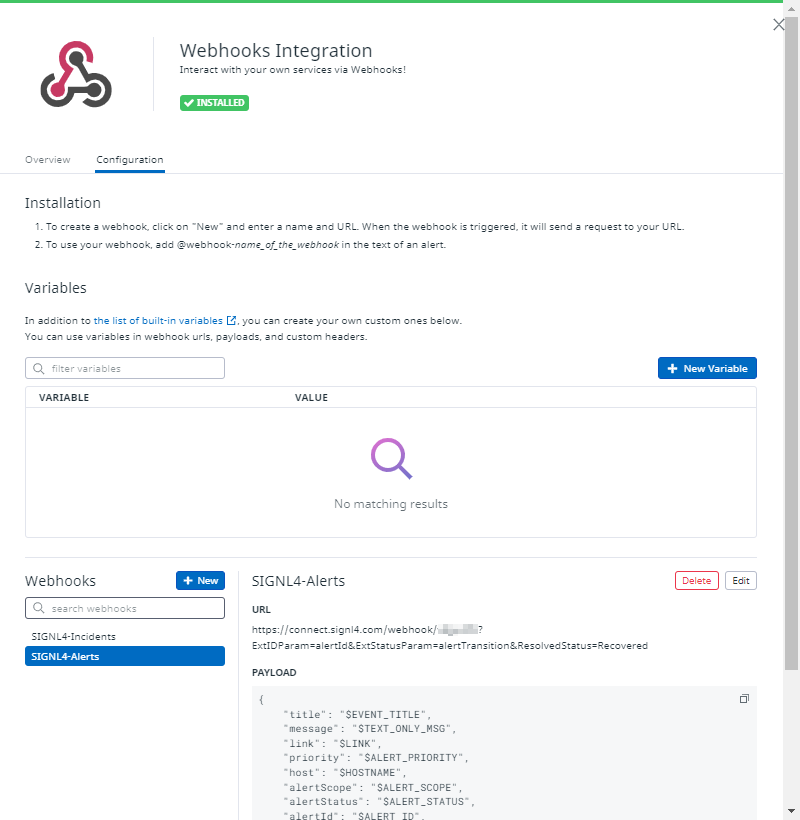 Webhooks Integration
Interact with your own services via Webhooks!
INSTALLED
Overview
Configuration
Installation
1. To create a webhook, click on "New" and enter a name and URL. When the webhook is triggered, it will send a request to your URL.
2. To use your webhook, add @webhook-name_of_the_webhook in the text of an alert.
Variables
In addition to the list of built-in variables, you can create your own custom ones below.
You can use variables in webhook urls, payloads, and custom headers.
filter variables
New Variable
VARIABLE
VALUE
No matching results
Webhooks
New
search webhooks
SIGNL4-Incidents
SIGNL4-Alerts
SIGNL4-Alerts
Delete
Edit
URL
https://connect.signl4.com/webhook/ ?
ExtIDParam=alertId&ExtStatusParam=alertTransition&ResolvedStatus=Recovered
PAYLOAD
{
"title": "$EVENT_TITLE",
"message": "$TEXT_ONLY_MSG",
"link": "$LINK",
"priority": "$ALERT_PRIORITY",
"host": "$HOSTNAME",
"alertScope": "$ALERT_SCOPE",
"alertStatus": "$ALERT_STATUS",
"alertId": "$ALERT_ID",